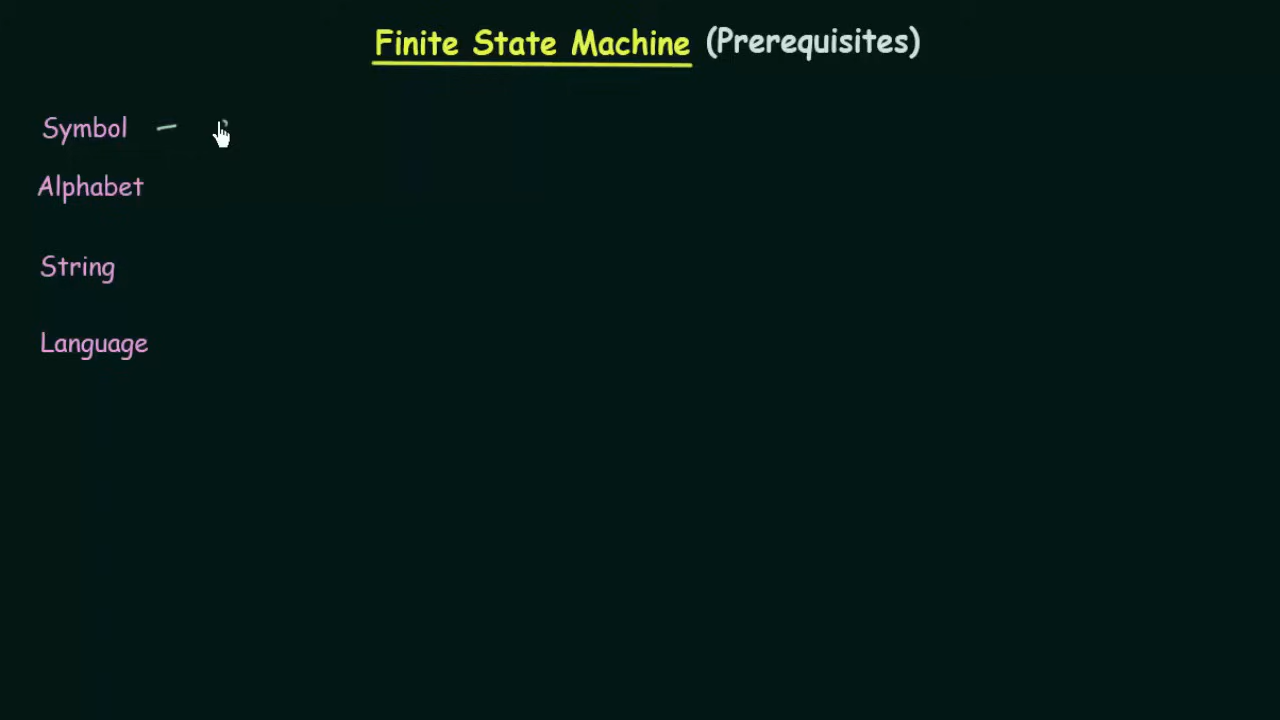 Finite State Machine (Prerequisites)
Symbol –
Alphabet
String
Language